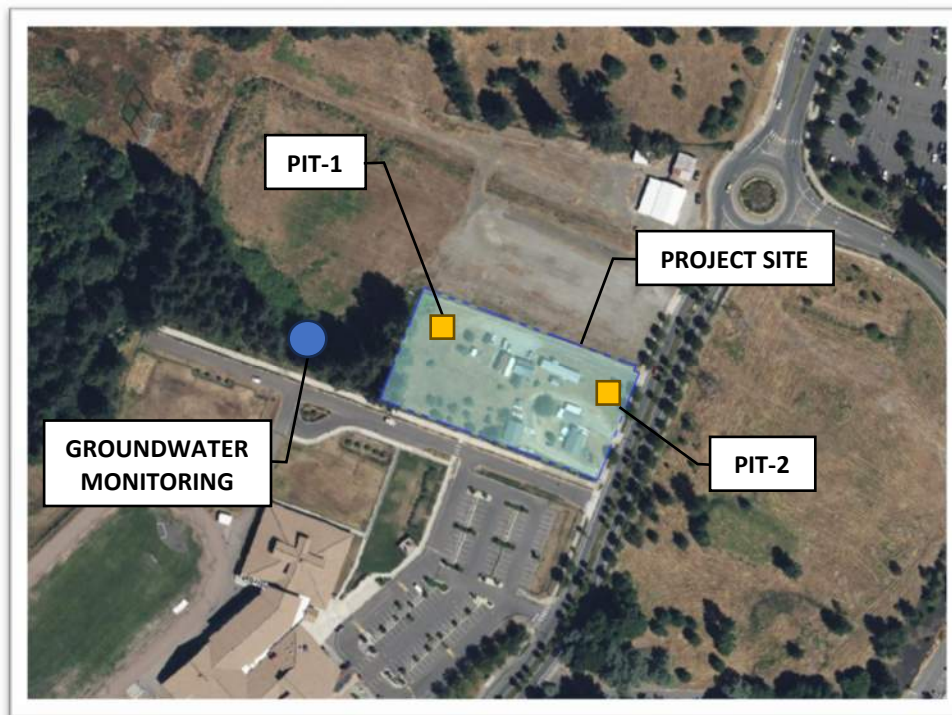 PIT-1
PROJECT SITE
GROUNDWATER
MONITORING
PIT-2